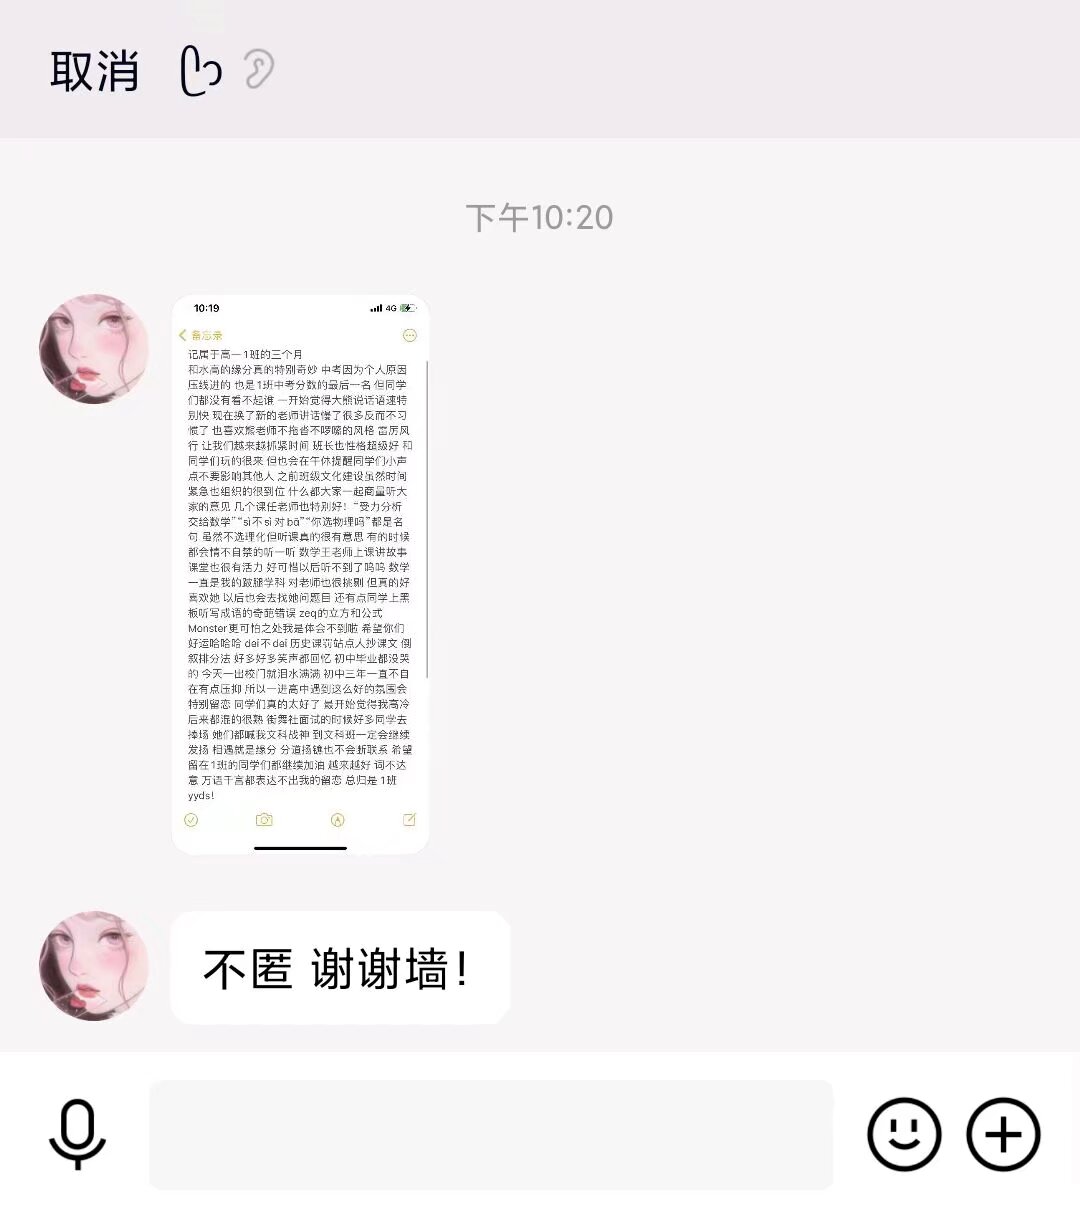 取消
下午10:20
10:19
4G
备忘录
记属于高一1班的三个月
和水高的缘分真的特别奇妙 中考因为个人原因
压线进的 也是1班中考分数的最后一名 但同学
们都没有看不起谁 一开始觉得大熊说话语速特
别快 现在换了新的老师讲话慢了很多反而不习
惯了 也喜欢熊老师不拖沓不啰嗦的风格 雷厉风
行 让我们越来越抓紧时间 班长也性格超级好 和
同学们玩的很来 但也会在午休提醒同学们小声
点不要影响其他人 之前班级文化建设虽然时间
紧急也组织的很到位 什么都大家一起商量听大
家的意见 几个课任老师也特别好！“受力分析
交给数学”“sì不sì对bā”“你选物理吗”都是名
句 虽然不选理化但听课真的很有意思 有的时候
都会情不自禁的听一听 数学王老师上课讲故事
课堂也很有活力 好可惜以后听不到了呜呜 数学
一直是我的跛腿学科 对老师也很挑剔 但真的好
喜欢她 以后也会去找她问题目 还有点同学上黑
板听写成语的奇葩错误 zeq的立方和公式
Monster更可怕之处我是体会不到啦 希望你们
好运哈哈哈 dei不dei 历史课罚站点人抄课文 倒
叙排分法 好多好多笑声都回忆 初中毕业都没哭
的 今天一出校门就泪水满满 初中三年一直不自
在有点压抑 所以一进高中遇到这么好的氛围会
特别留恋 同学们真的太好了 最开始觉得我高冷
后来都混的很熟 街舞社面试的时候好多同学去
捧场 她们都喊我文科战神 到文科班一定会继续
发扬 相遇就是缘分 分道扬镳也不会断联系 希望
留在1班的同学们都继续加油 越来越好 词不达
意 万语千言都表达不出我的留恋 总归是 1班
yyds!
不匿 谢谢墙！